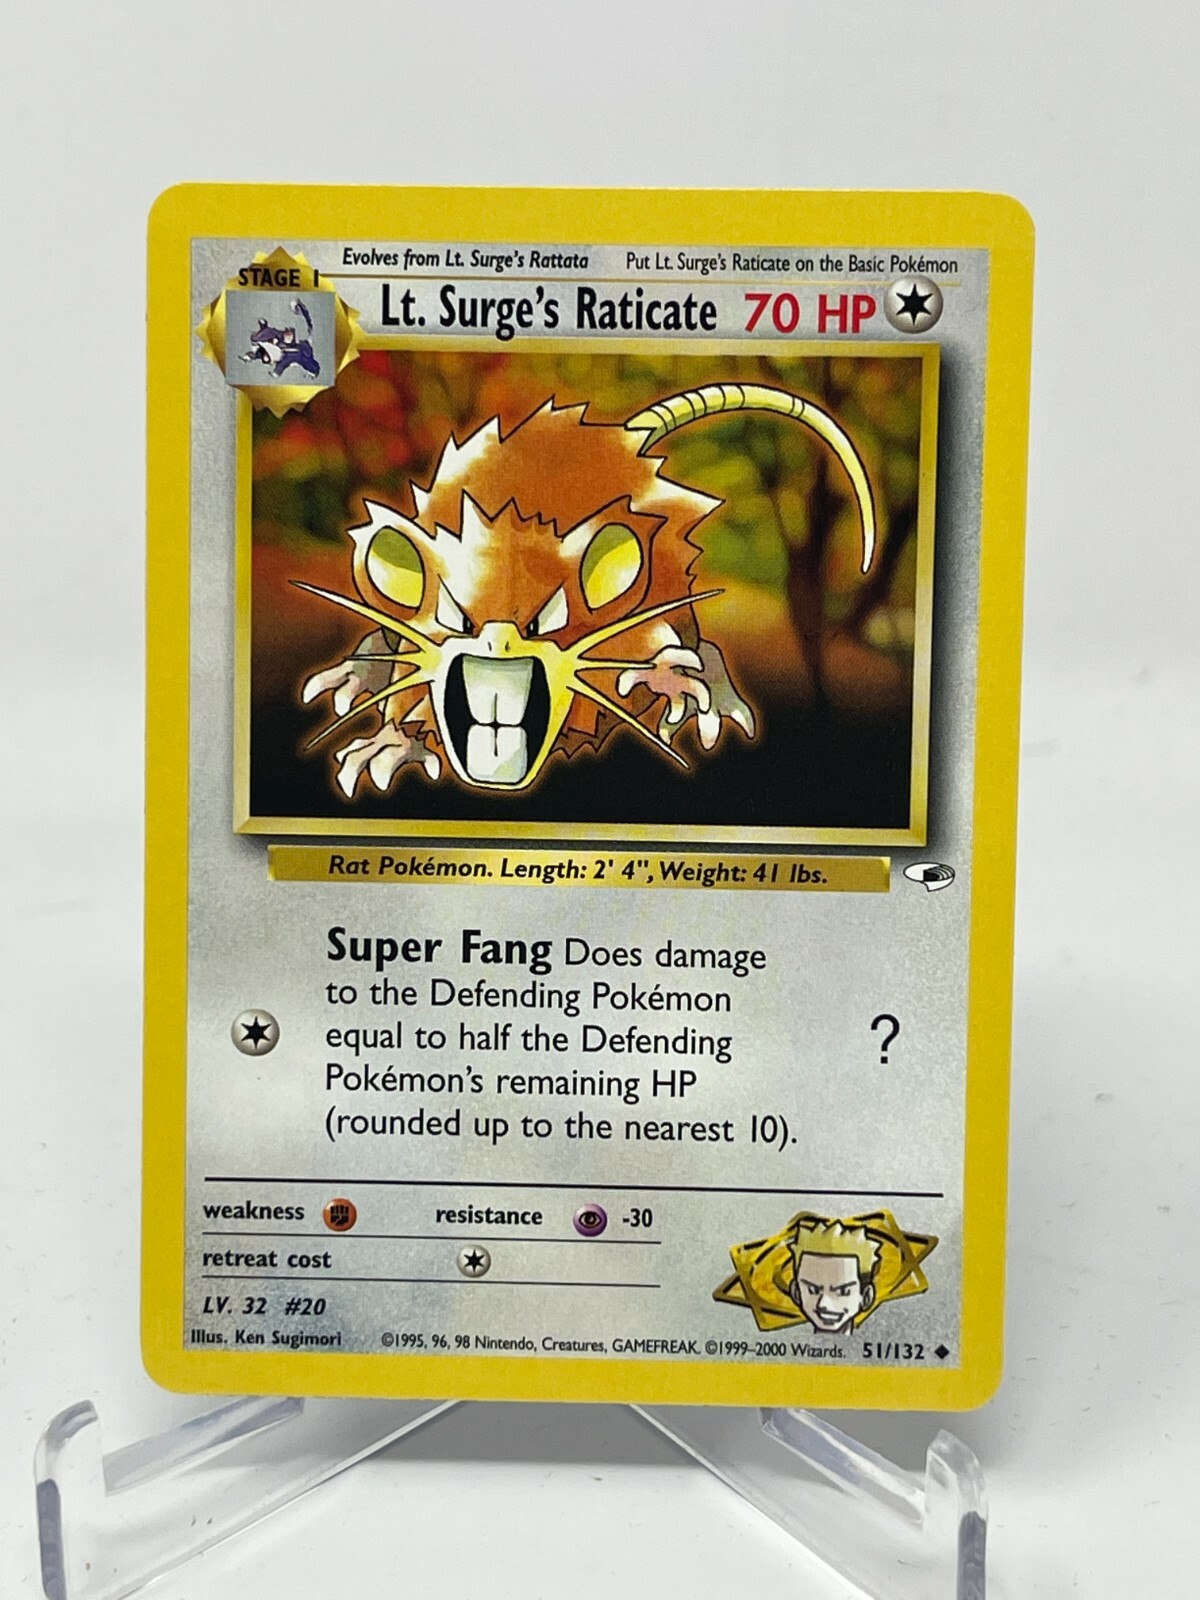 Evolves from Lt. Surge's Rattata Put Lt. Surge's Raticate on the Basic Pokémon
STAGE 1
Lt. Surge's Raticate 70 HP
Rat Pokémon. Length: 2' 4", Weight: 41 lbs.
Super Fang Does damage
to the Defending Pokémon
equal to half the Defending
Pokémon's remaining HP
(rounded up to the nearest 10).
?
weakness resistance -30
retreat cost
LV. 32 #20
Illus. Ken Sugimori ©1995, 96, 98 Nintendo, Creatures, GAMEFREAK. ©1999-2000 Wizards. 51/132 ◆